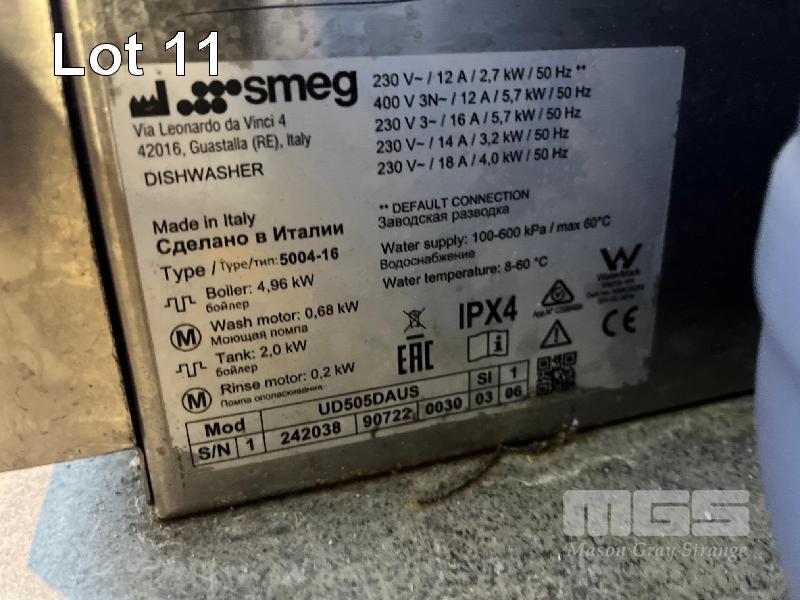 Lot 11
smeg
Via Leonardo da Vinci 4
42016, Guastalla (RE), Italy
DISHWASHER
230 V~ / 12 A / 2,7 kW / 50 Hz **
400 V 3N~ / 12 A / 5,7 kW / 50 Hz
230 V 3~ / 16 A / 5,7 kW / 50 Hz
230 V~ / 14 A / 3,2 kW / 50 Hz
230 V~ / 18 A / 4,0 kW / 50 Hz
** DEFAULT CONNECTION
Заводская разводка
Made in Italy
Сделано в Италии
Type / Type/тип: 5004-16
Water supply: 100-600 kPa / max 60°C
Водоснабжение
Water temperature: 8-60 °C
Boiler: 4,96 kW
бойлер
M Wash motor: 0,68 kW
Моющая помпа
Tank: 2,0 kW
бойлер
M Rinse motor: 0,2 kW
Помпа ополаскивания
IPX4
WaterMark
EAC
i
CE
Mod UD505DAUS SI 1
S/N 1 242038 90722 0030 03 06
MGS
Mason Gray Strange